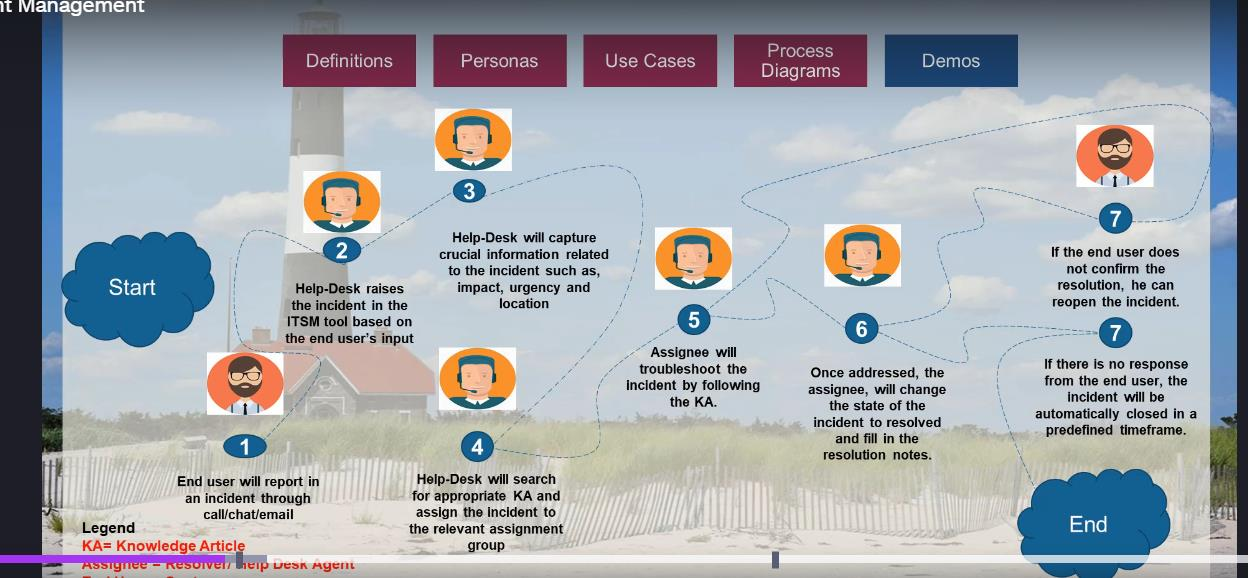 nt Management
Definitions
Personas
Use Cases
Process
Diagrams
Demos
Start
1
End user will report in
an incident through
call/chat/email
2
Help-Desk raises
the incident in the
ITSM tool based on
the end user's input
3
Help-Desk will capture
crucial information related
to the incident such as,
impact, urgency and
location
4
Help-Desk will search
for appropriate KA and
assign the incident to
the relevant assignment
group
5
Assignee will
troubleshoot the
incident by following
the KA.
6
Once addressed, the
assignee, will change
the state of the
incident to resolved
and fill in the
resolution notes.
7
If the end user does
not confirm the
resolution, he can
reopen the incident.
7
If there is no response
from the end user, the
incident will be
automatically closed in a
predefined timeframe.
End
Legend
KA= Knowledge Article
Assignee = Resolver/ Help Desk Agent